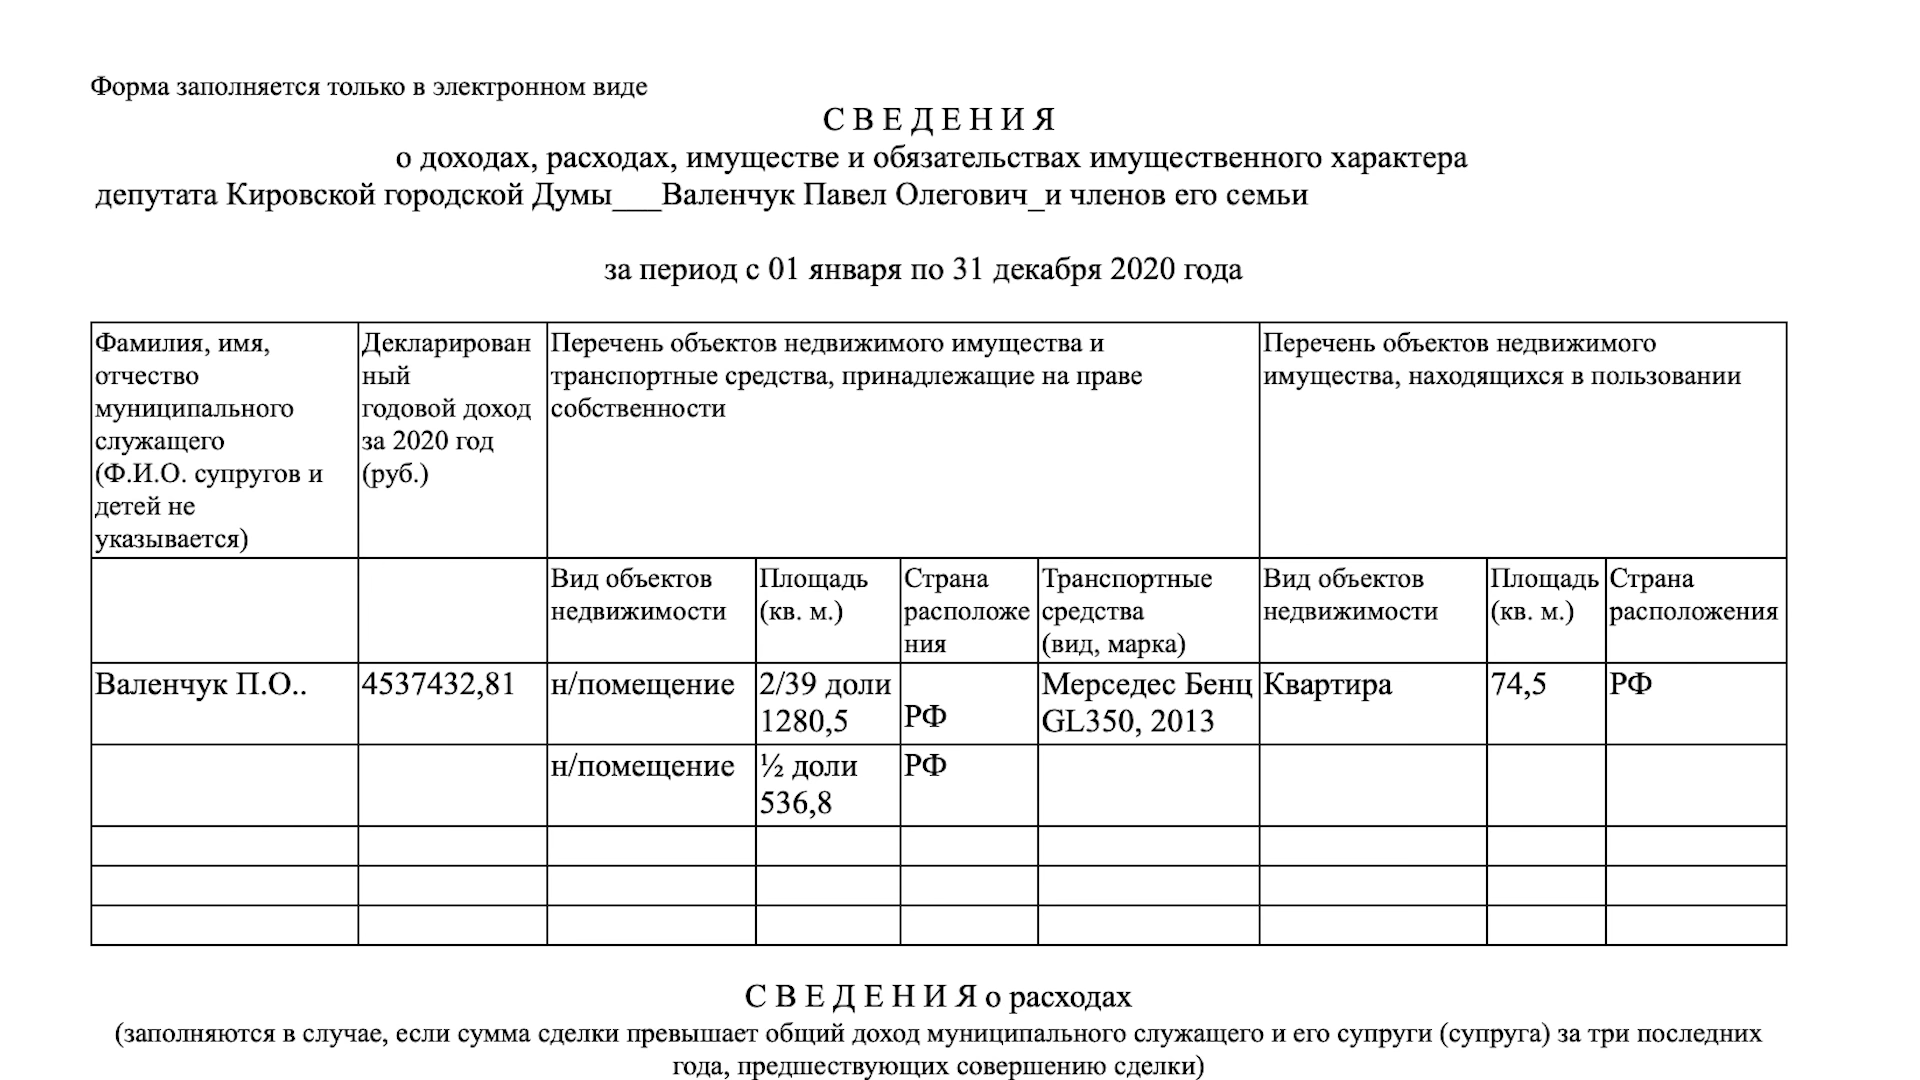 Форма заполняется только в электронном виде
С В Е Д Е Н И Я
о доходах, расходах, имуществе и обязательствах имущественного характера
депутата Кировской городской Думы___Валенчук Павел Олегович_и членов его семьи
за период с 01 января по 31 декабря 2020 года
Фамилия, имя,
отчество
муниципального
служащего
(Ф.И.О. супругов и
детей не
указывается)
Декларирован
ный
годовой доход
за 2020 год
(руб.)
Перечень объектов недвижимого имущества и
транспортные средства, принадлежащие на праве
собственности
Перечень объектов недвижимого
имущества, находящихся в пользовании
Вид объектов
недвижимости
Площадь
(кв. м.)
Страна
расположе
ния
Транспортные
средства
(вид, марка)
Вид объектов
недвижимости
Площадь
(кв. м.)
Страна
расположения
Валенчук П.О..
4537432,81
н/помещение
2/39 доли
1280,5
РФ
Мерседес Бенц
GL350, 2013
Квартира
74,5
РФ
н/помещение
½ доли
536,8
РФ
С В Е Д Е Н И Я о расходах
(заполняются в случае, если сумма сделки превышает общий доход муниципального служащего и его супруги (супруга) за три последних
года, предшествующих совершению сделки)